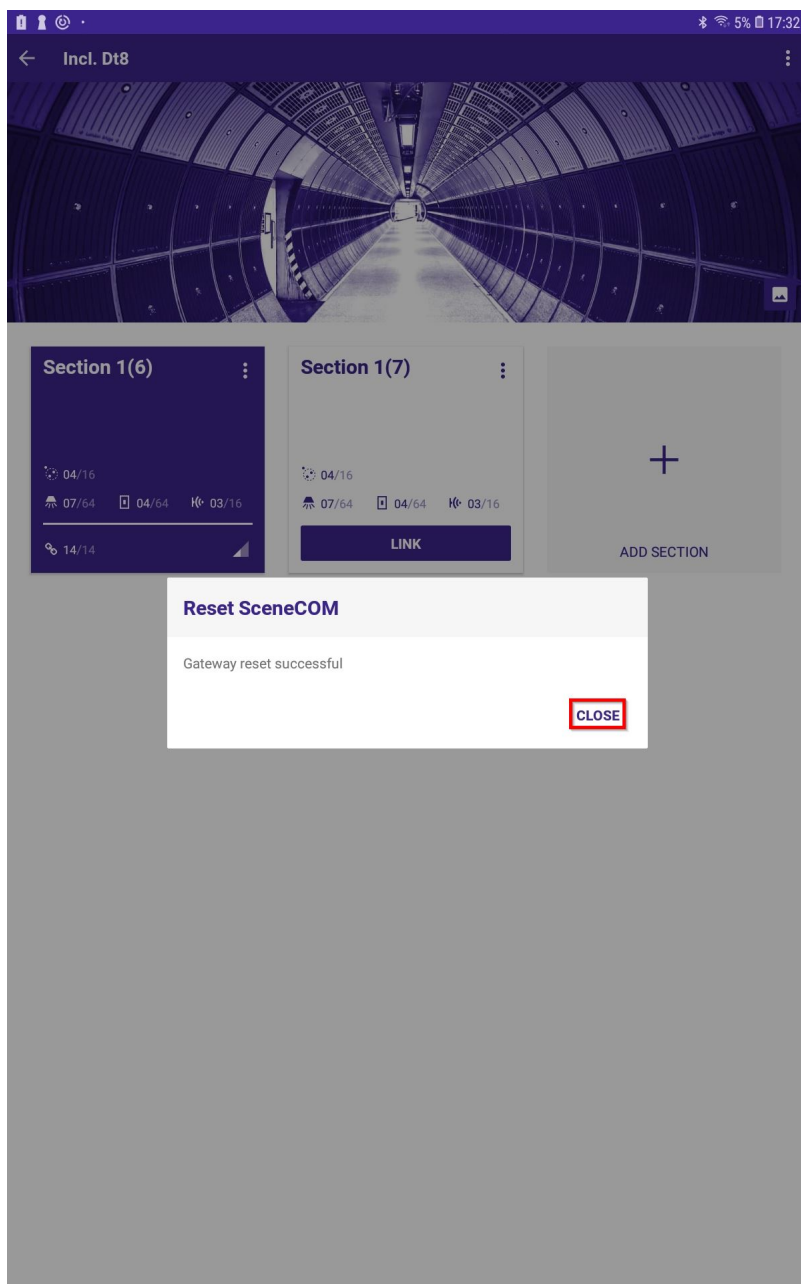 5% 17:32
Incl. Dt8
Section 1(6)
04/16
07/64 04/64 03/16
14/14
Section 1(7)
04/16
07/64 04/64 03/16
LINK
ADD SECTION
Reset SceneCOM
Gateway reset successful
CLOSE